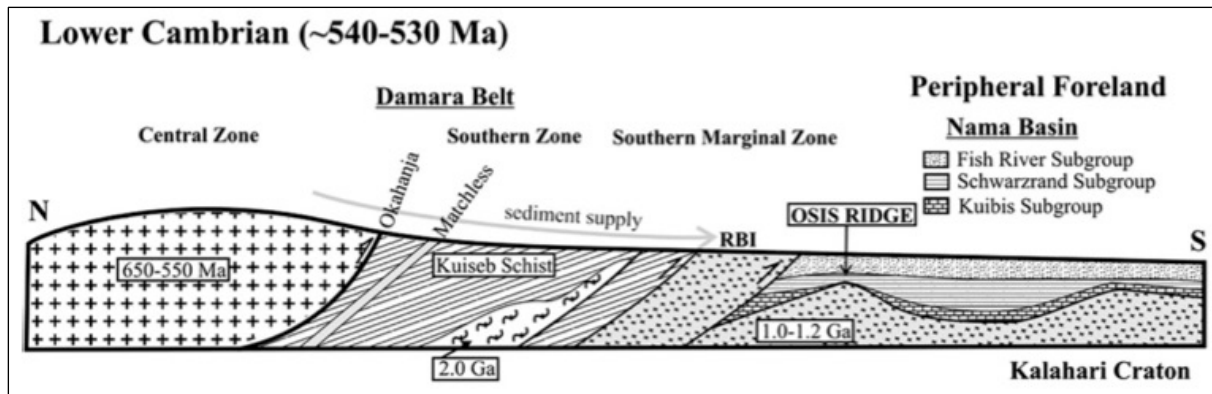 Lower Cambrian (~540-530 Ma)
Damara Belt
Peripheral Foreland
Nama Basin
Central Zone
Southern Zone
Southern Marginal Zone
Fish River Subgroup
Schwarzrand Subgroup
Kuibis Subgroup
Okahanja
Matchless
N
sediment supply
OSIS RIDGE
RBI
S
650-550 Ma
Kuiseb Schist
1.0-1.2 Ga
2.0 Ga
Kalahari Craton